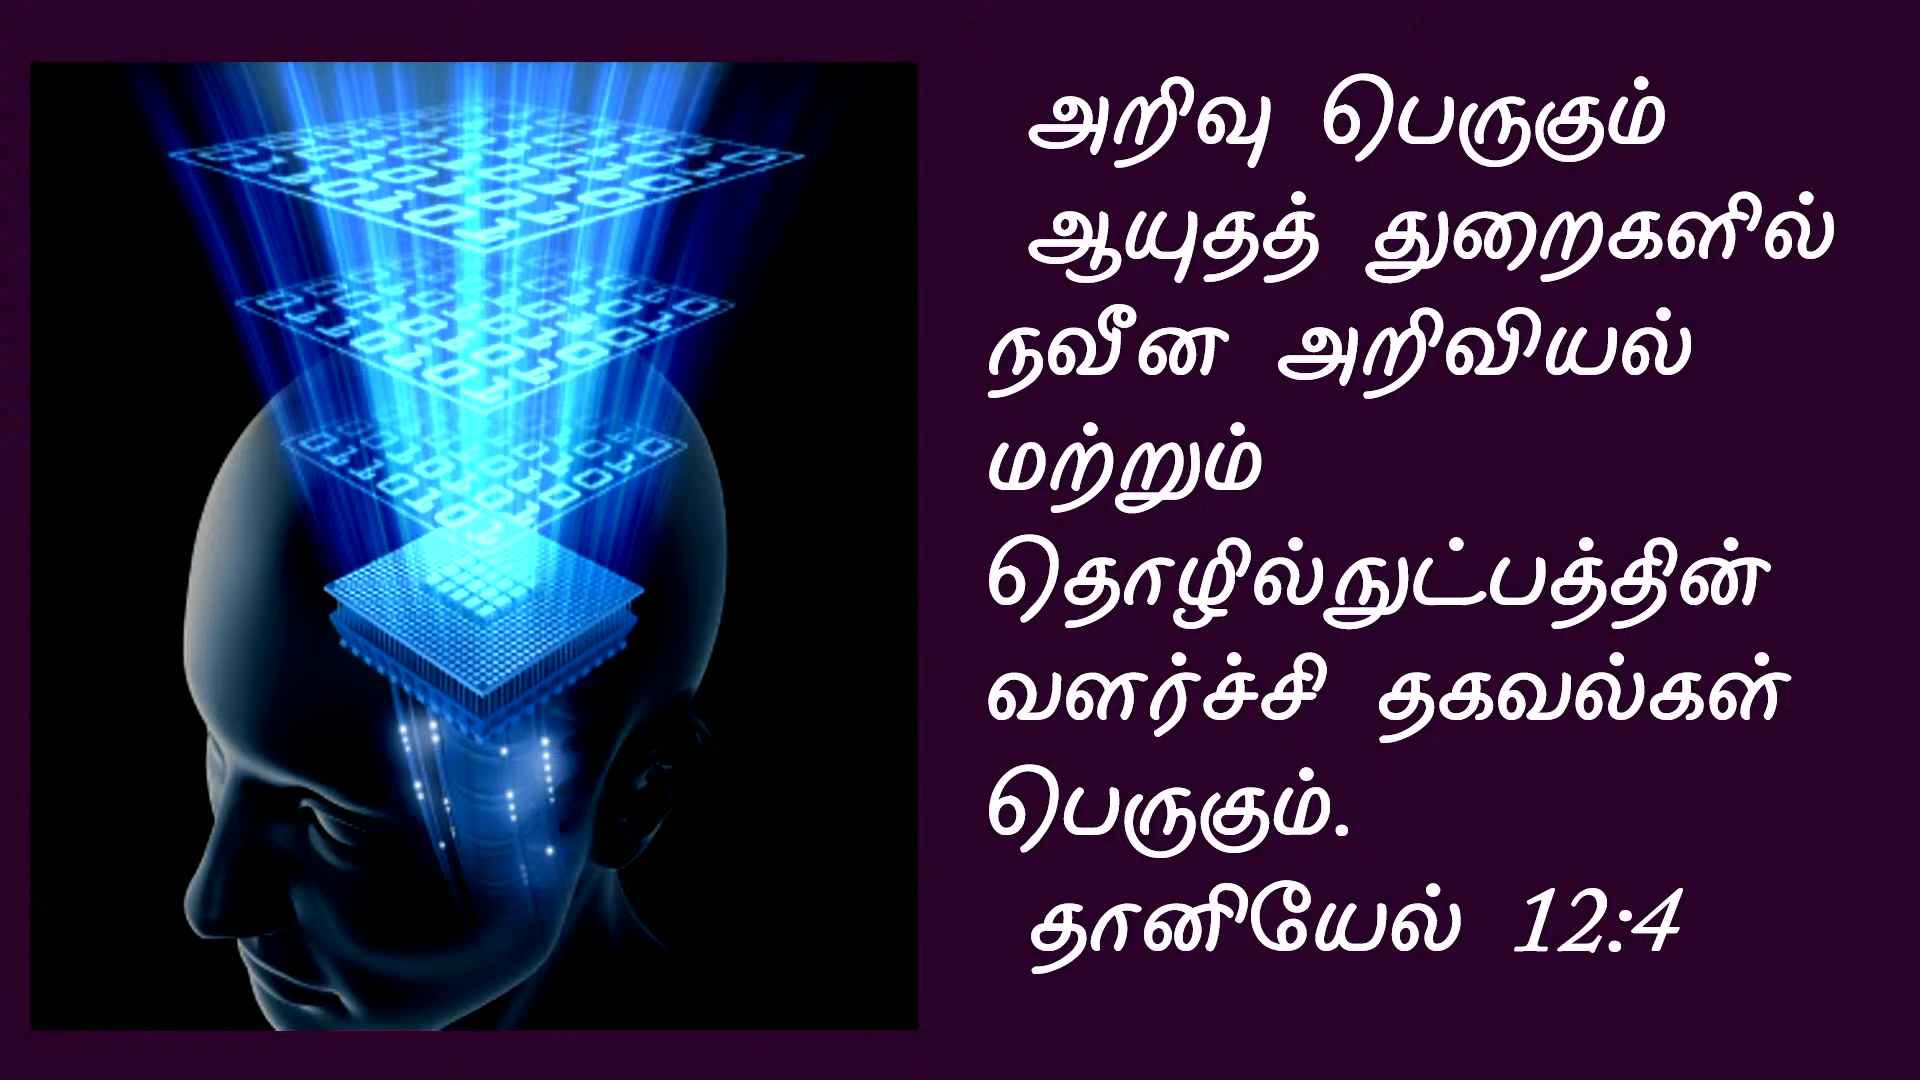 அறிவு பெருகும்
ஆயுதத் துறைகளில்
நவீன அறிவியல்
மற்றும்
தொழில்நுட்பத்தின்
வளர்ச்சி தகவல்கள்
பெருகும்.
தானியேல் 12:4